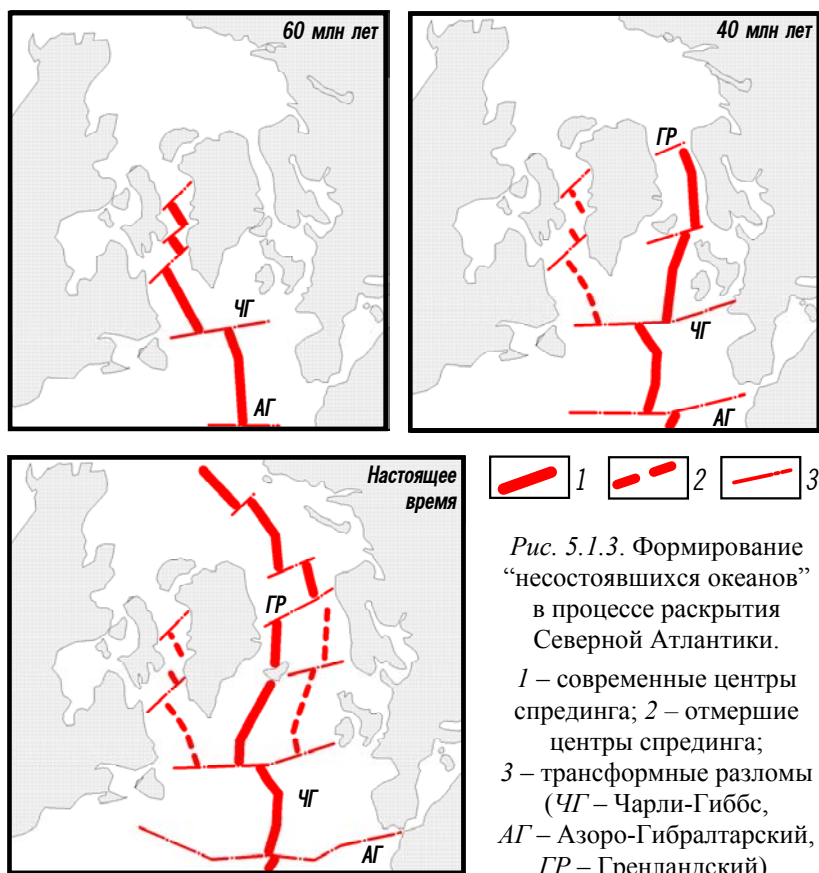 60 млн лет
ЧГ
АГ
40 млн лет
ГР
ЧГ
АГ
Настоящее
время
ГР
ЧГ
АГ
1 2 3
Рис. 5.1.3. Формирование
“несостоявшихся океанов”
в процессе раскрытия
Северной Атлантики.
1 – современные центры
спрединга; 2 – отмершие
центры спрединга;
3 – трансформные разломы
(ЧГ – Чарли-Гиббс,
АГ – Азоро-Гибралтарский,
ГР – Гренландский)